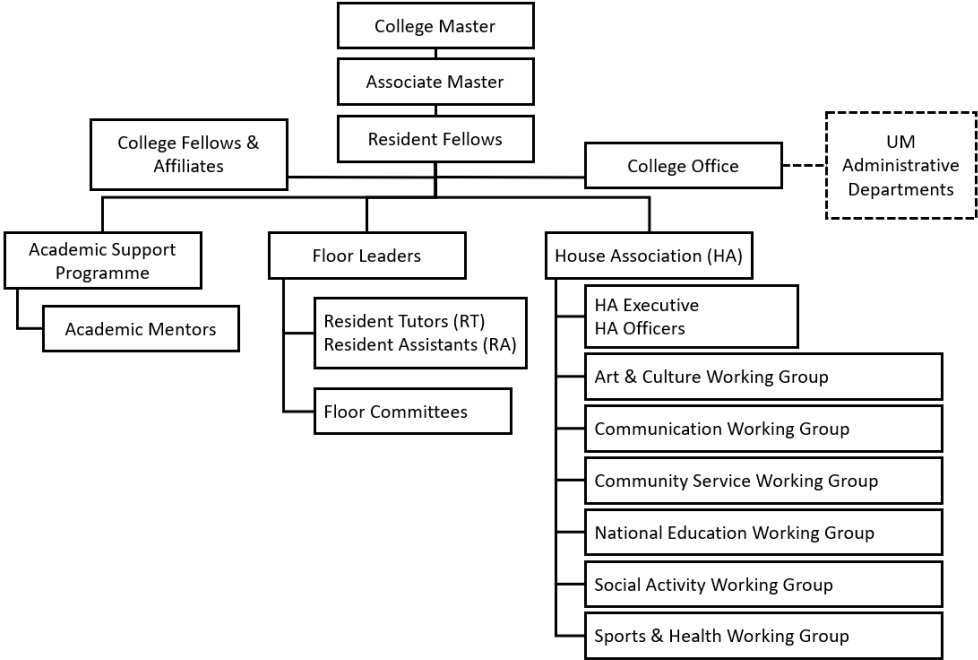 College Master
Associate Master
Resident Fellows
College Fellows &
Affiliates
College Office
UM
Administrative
Departments
Academic Support
Programme
Academic Mentors
Floor Leaders
Resident Tutors (RT)
Resident Assistants (RA)
Floor Committees
House Association (HA)
HA Executive
HA Officers
Art & Culture Working Group
Communication Working Group
Community Service Working Group
National Education Working Group
Social Activity Working Group
Sports & Health Working Group